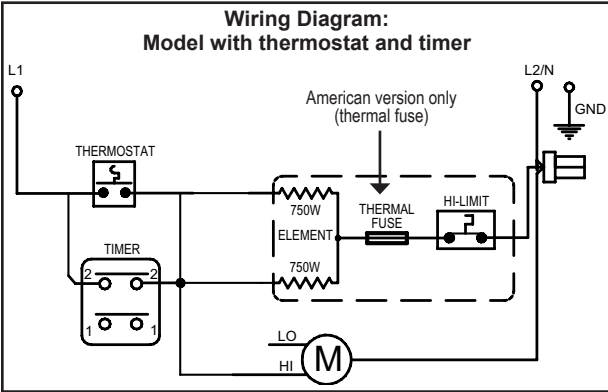 Wiring Diagram:
Model with thermostat and timer
L1
L2/N
American version only
(thermal fuse)
GND
THERMOSTAT
750W
THERMAL
FUSE
HI-LIMIT
ELEMENT
TIMER
2 2
750W
1 1
LO
HI
M